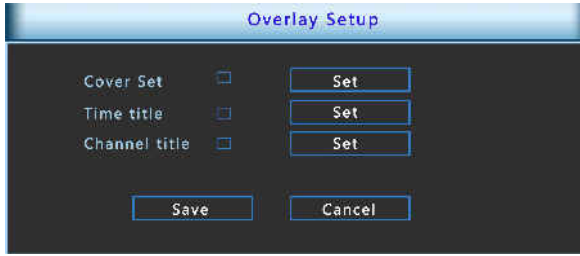 Overlay Setup
Cover Set Set
Time title Set
Channel title Set
Save Cancel